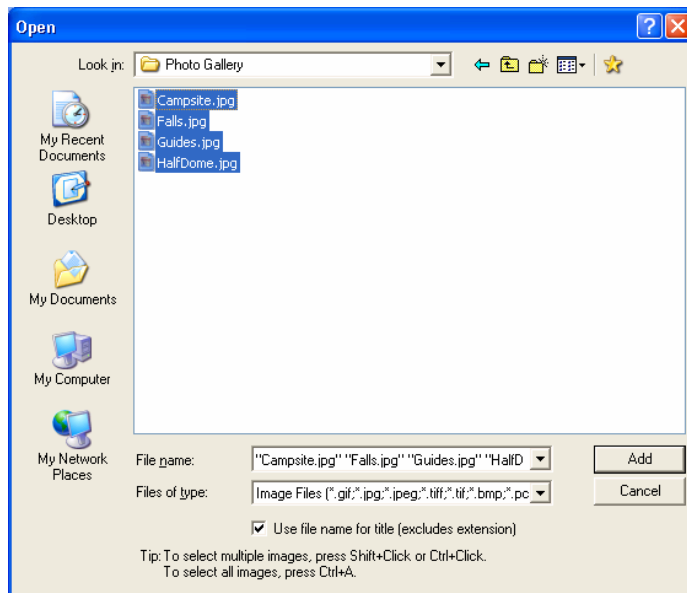 Open
Look in: Photo Gallery
My Recent
Documents
Desktop
My Documents
My Computer
My Network
Places
Campsite.jpg
Falls.jpg
Guides.jpg
HalfDome.jpg
File name: "Campsite.jpg" "Falls.jpg" "Guides.jpg" "HalfD
Add
Files of type: Image Files (*.gif;*.jpg;*.jpeg;*.tiff;*.tif;*.bmp;*.pc
Cancel
Use file name for title (excludes extension)
Tip: To select multiple images, press Shift+Click or Ctrl+Click.
To select all images, press Ctrl+A.